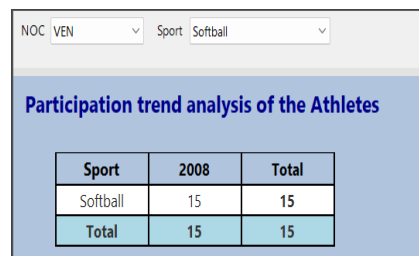 NOC VEN Sport Softball
Participation trend analysis of the Athletes
Sport 2008 Total
Softball 15 15
Total 15 15